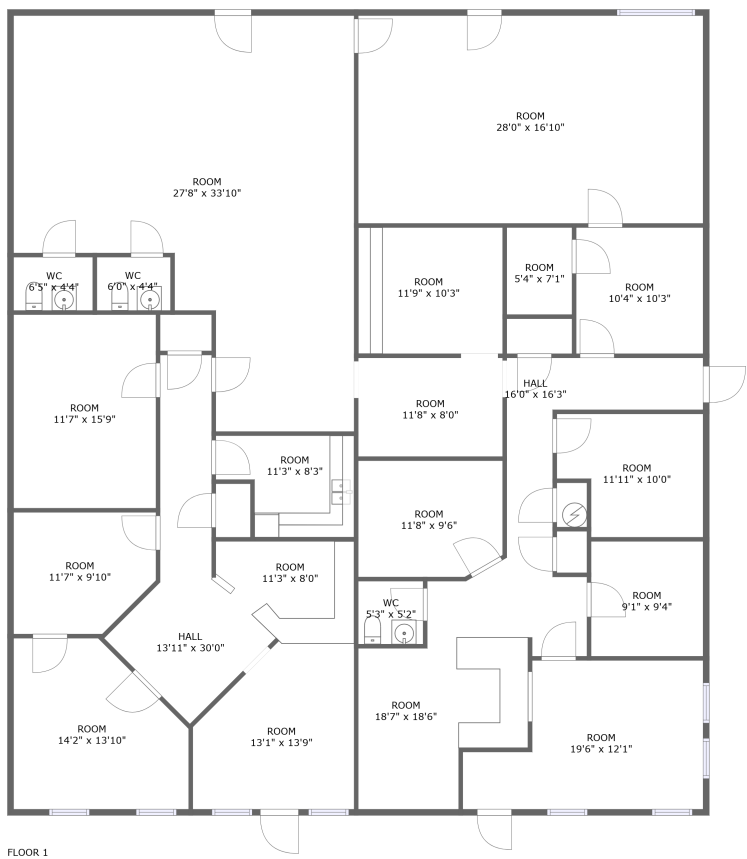 ROOM
28'0" x 16'10"
ROOM
27'8" x 33'10"
WC
6'5" x 4'4"
WC
6'0" x 4'4"
ROOM
11'9" x 10'3"
ROOM
5'4" x 7'1"
ROOM
10'4" x 10'3"
HALL
16'0" x 16'3"
ROOM
11'7" x 15'9"
ROOM
11'8" x 8'0"
ROOM
11'3" x 8'3"
ROOM
11'11" x 10'0"
ROOM
11'8" x 9'6"
ROOM
11'7" x 9'10"
ROOM
11'3" x 8'0"
WC
5'3" x 5'2"
ROOM
9'1" x 9'4"
HALL
13'11" x 30'0"
ROOM
18'7" x 18'6"
ROOM
14'2" x 13'10"
ROOM
13'1" x 13'9"
ROOM
19'6" x 12'1"
FLOOR 1